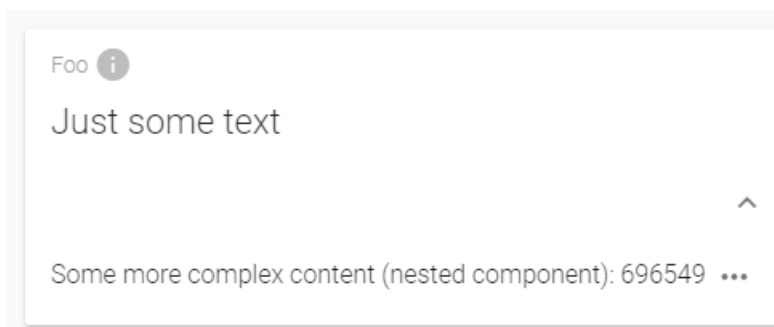 Foo
Just some text
Some more complex content (nested component): 696549